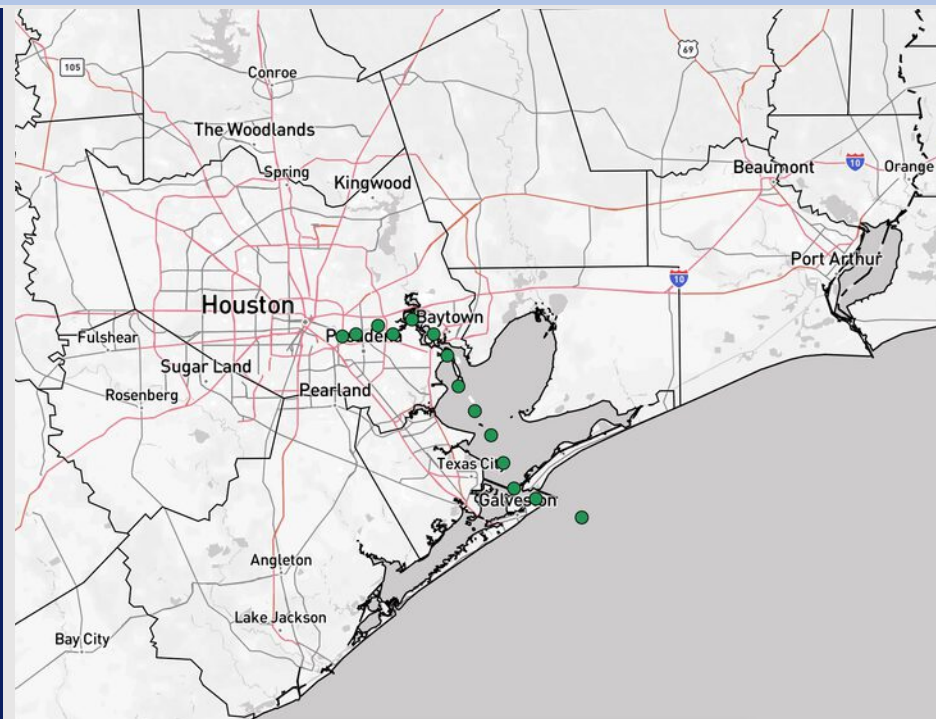 69
105
Conroe
The Woodlands
Beaumont
10
Orange
Spring
Kingwood
Port Arthur
10
Houston
Baytown
Pasadena
Fulshear
Sugar Land
Pearland
Rosenberg
Texas City
Galveston
Angleton
Lake Jackson
Bay City